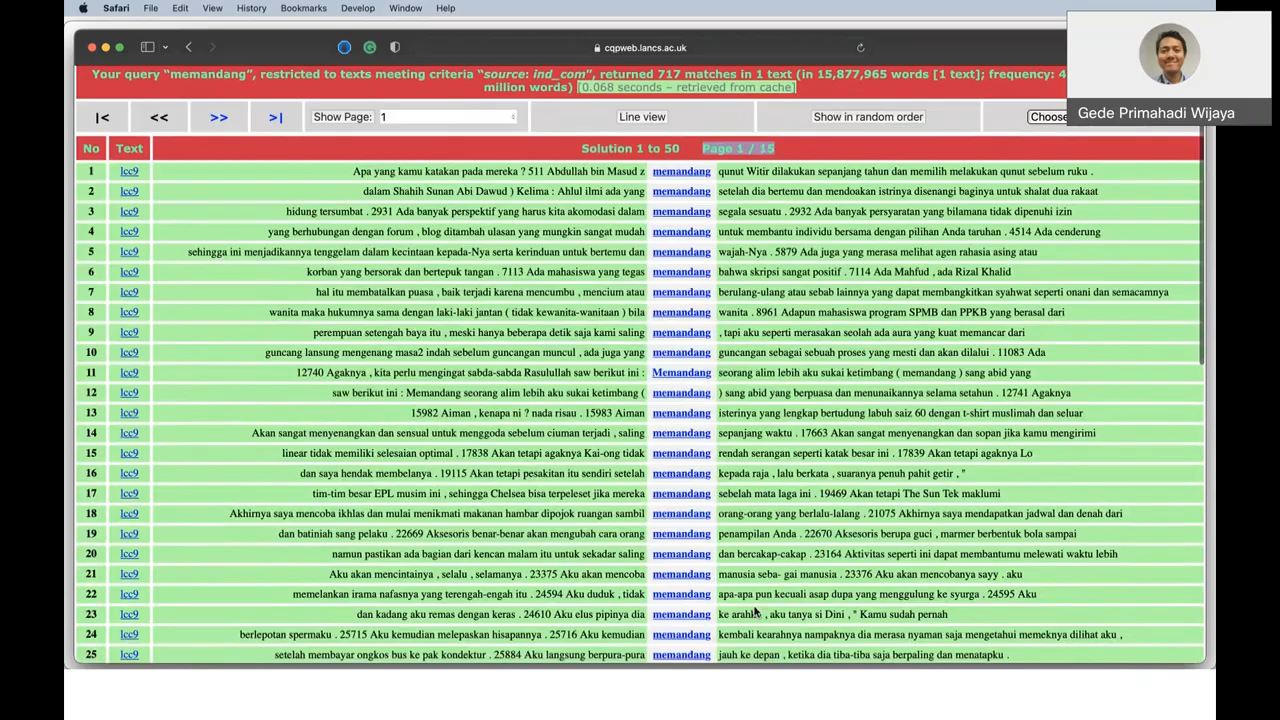 Safari File Edit View History Bookmarks Develop Window Help
cqpweb.lancs.ac.uk
Gede Primahadi Wijaya
Your query “memandang”, restricted to texts meeting criteria “source: ind_com”, returned 717 matches in 1 text (in 15,877,965 words [1 text]; frequency: 4
million words) [0.068 seconds – retrieved from cache]
|< << >> >| Show Page: 1 Line view Show in random order Choose
No Text Solution 1 to 50 Page 1 / 15
1 lcc9 Apa yang kamu katakan pada mereka ? 511 Abdullah bin Masud z memandang qunut Witir dilakukan sepanjang tahun dan memilih melakukan qunut sebelum ruku .
2 lcc9 dalam Shahih Sunan Abi Dawud ) Kelima : Ahlul ilmi ada yang memandang setelah dia bertemu dan mendoakan istrinya disenangi baginya untuk shalat dua rakaat
3 lcc9 hidung tersumbat . 2931 Ada banyak perspektif yang harus kita akomodasi dalam memandang segala sesuatu . 2932 Ada banyak persyaratan yang bilamana tidak dipenuhi izin
4 lcc9 yang berhubungan dengan forum , blog ditambah ulasan yang mungkin sangat mudah memandang untuk membantu individu bersama dengan pilihan Anda taruhan . 4514 Ada cenderung
5 lcc9 sehingga ini menjadikannya tenggelam dalam kecintaan kepada-Nya serta kerinduan untuk bertemu dan memandang wajah-Nya . 5879 Ada juga yang merasa melihat agen rahasia asing atau
6 lcc9 korban yang bersorak dan bertepuk tangan . 7113 Ada mahasiswa yang tegas memandang bahwa skripsi sangat positif . 7114 Ada Mahfud , ada Rizal Khalid
7 lcc9 hal itu membatalkan puasa , baik terjadi karena mencumbu , mencium atau memandang berulang-ulang atau sebab lainnya yang dapat membangkitkan syahwat seperti onani dan semacamnya
8 lcc9 wanita maka hukumnya sama dengan laki-laki jantan ( tidak kewanita-wanitaan ) bila memandang wanita . 8961 Adapun mahasiswa program SPMB dan PPKB yang berasal dari
9 lcc9 perempuan setengah baya itu , meski hanya beberapa detik saja kami saling memandang , tapi aku seperti merasakan seolah ada aura yang kuat memancar dari
10 lcc9 guncang lansung mengenang masa2 indah sebelum guncangan muncul , ada juga yang memandang guncangan sebagai sebuah proses yang mesti dan akan dilalui . 11083 Ada
11 lcc9 12740 Agaknya , kita perlu mengingat sabda-sabda Rasulullah saw berikut ini : Memandang seorang alim lebih aku sukai ketimbang ( memandang ) sang abid yang
12 lcc9 saw berikut ini : Memandang seorang alim lebih aku sukai ketimbang ( memandang ) sang abid yang berpuasa dan menunaikannya selama setahun . 12741 Agaknya
13 lcc9 15982 Aiman , kenapa ni ? nada risau . 15983 Aiman memandang isterinya yang lengkap bertudung labuh saiz 60 dengan t-shirt muslimah dan seluar
14 lcc9 Akan sangat menyenangkan dan sensual untuk menggoda sebelum ciuman terjadi , saling memandang sepanjang waktu . 17663 Akan sangat menyenangkan dan sopan jika kamu mengirimi
15 lcc9 linear tidak memiliki selesaian optimal . 17838 Akan tetapi agaknya Kai-ong tidak memandang rendah serangan seperti katak besar ini . 17839 Akan tetapi agaknya Lo
16 lcc9 dan saya hendak membelanya . 19115 Akan tetapi pesakitan itu sendiri setelah memandang kepada raja , lalu berkata , suaranya penuh pahit getir , "
17 lcc9 tim-tim besar EPL musim ini , sehingga Chelsea bisa terpeleset jika mereka memandang sebelah mata laga ini . 19469 Akan tetapi The Sun Tek maklumi
18 lcc9 Akhirnya saya mencoba ikhlas dan mulai menikmati makanan hambar dipojok ruangan sambil memandang orang-orang yang berlalu-lalang . 21075 Akhirnya saya mendapatkan jadwal dan denah dari
19 lcc9 dan batiniah sang pelaku . 22669 Aksesoris benar-benar akan mengubah cara orang memandang penampilan Anda . 22670 Aksesoris berupa guci , marmer berbentuk bola sampai
20 lcc9 namun pastikan ada bagian dari kencan malam itu untuk sekadar saling memandang dan bercakap-cakap . 23164 Aktivitas seperti ini dapat membantumu melewati waktu lebih
21 lcc9 Aku akan mencintainya , selalu , selamanya . 23375 Aku akan mencoba memandang manusia seba- gai manusia . 23376 Aku akan mencobanya sayy . aku
22 lcc9 memelankan irama nafasnya yang terengah-engah itu . 24594 Aku duduk , tidak memandang apa-apa pun kecuali asap dupa yang menggulung ke syurga . 24595 Aku
23 lcc9 dan kadang aku remas dengan keras . 24610 Aku elus pipinya dia memandang ke arahku , aku tanya si Dini , " Kamu sudah pernah
24 lcc9 berlepotan spermaku . 25715 Aku kemudian melepaskan hisapannya . 25716 Aku kemudian memandang kembali kearahnya nampaknya dia merasa nyaman saja mengetahui memeknya dilihat aku ,
25 lcc9 setelah membayar ongkos bus ke pak kondektur . 25884 Aku langsung berpura-pura memandang jauh ke depan , ketika dia tiba-tiba saja berpaling dan menatapku .